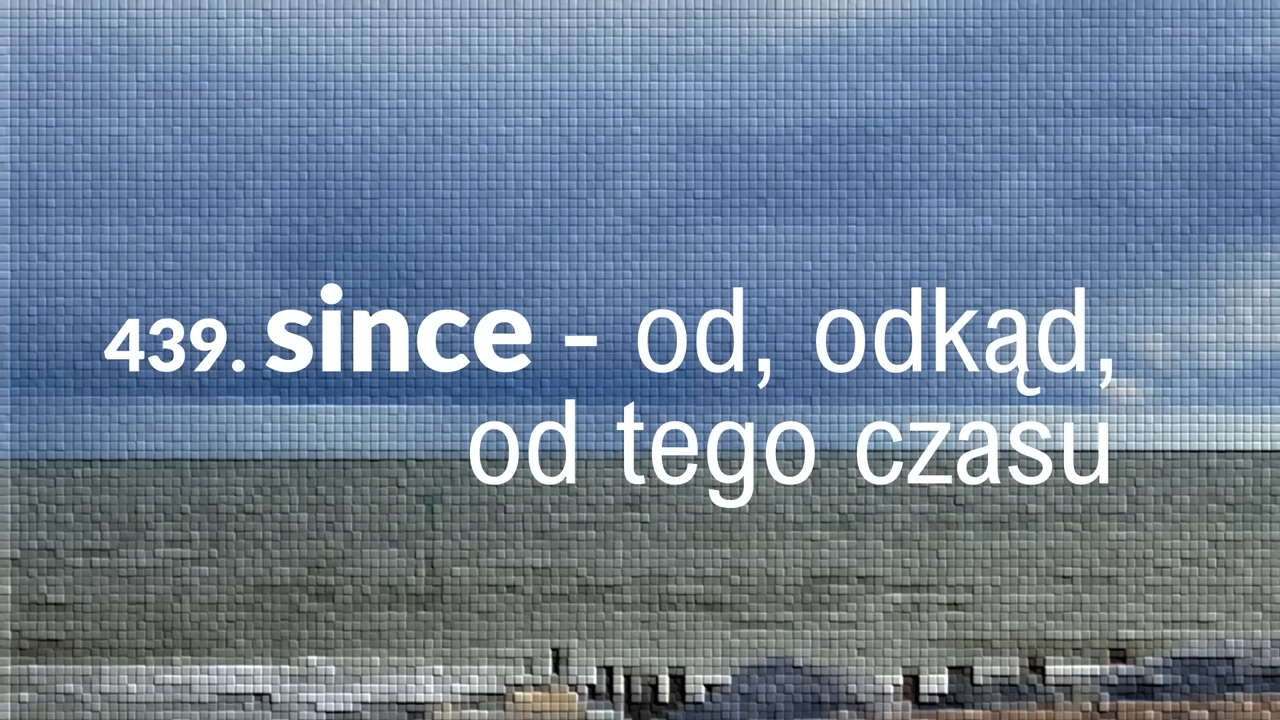 439. since - od, odkąd,
od tego czasu